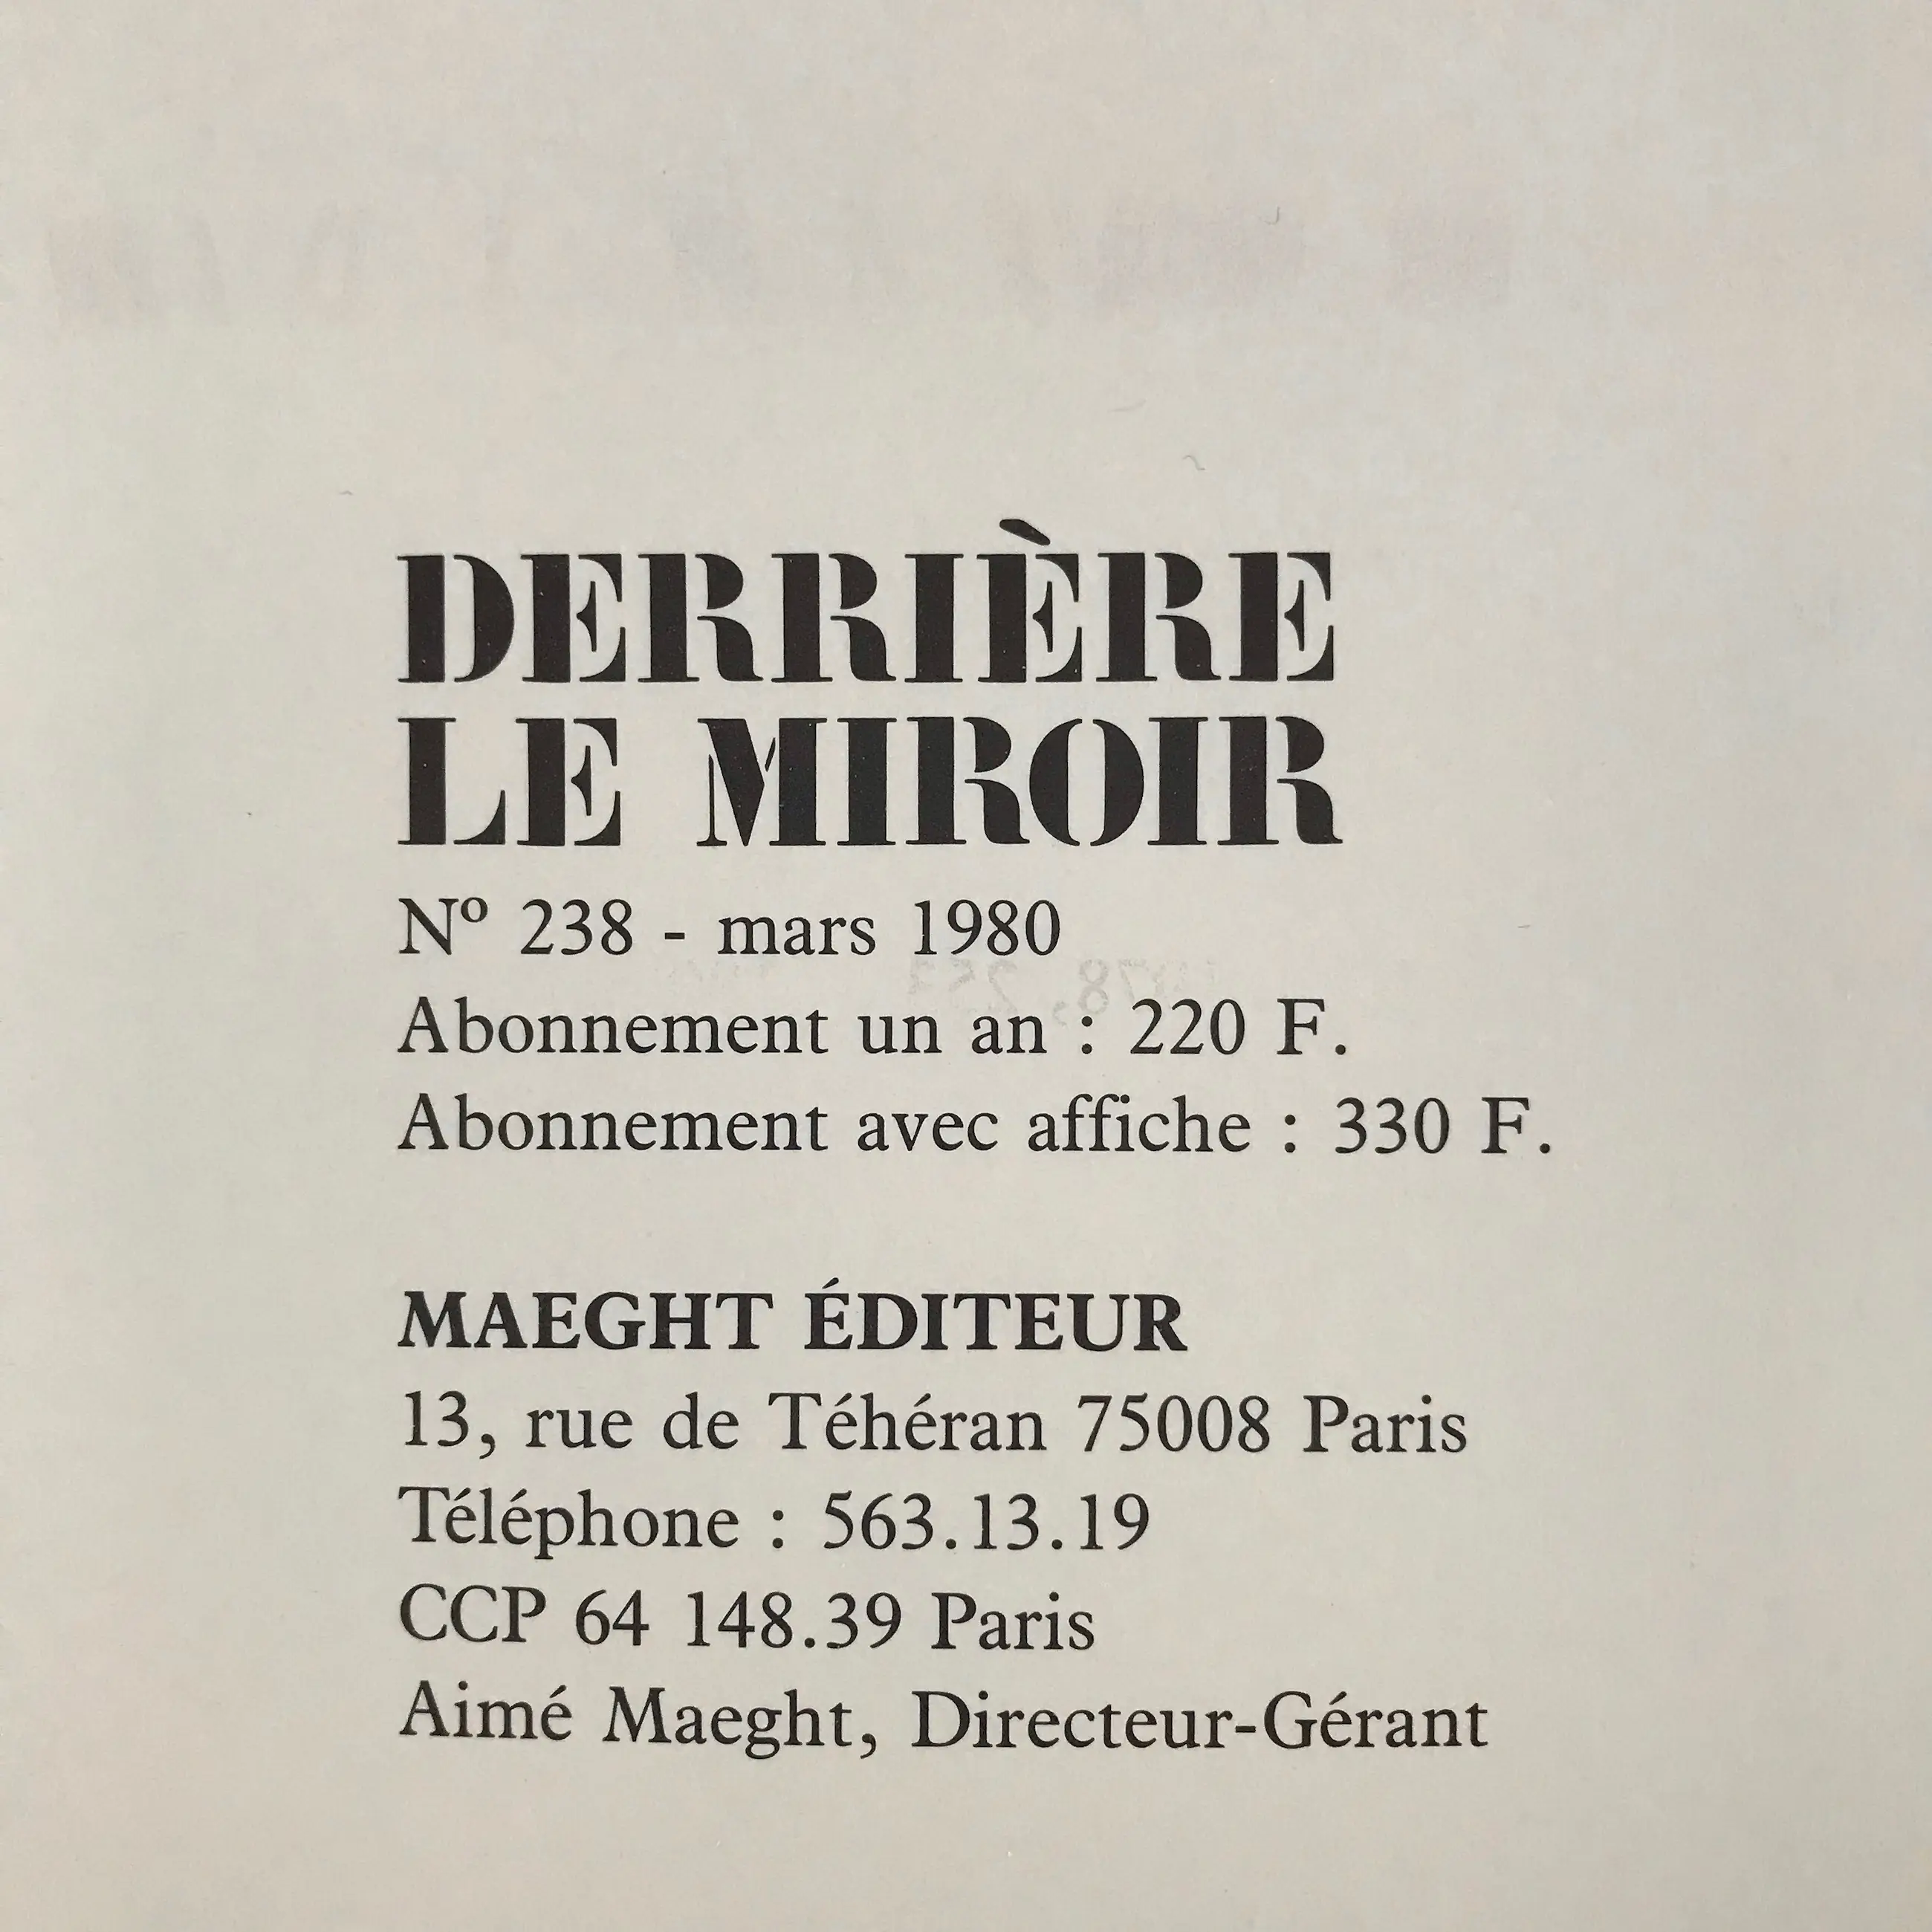 DERRIÈRE
LE MIROIR
Nº 238 - mars 1980
Abonnement un an : 220 F.
Abonnement avec affiche : 330 F.
MAEGHT ÉDITEUR
13, rue de Téhéran 75008 Paris
Téléphone : 563.13.19
CCP 64 148.39 Paris
Aimé Maeght, Directeur-Gérant